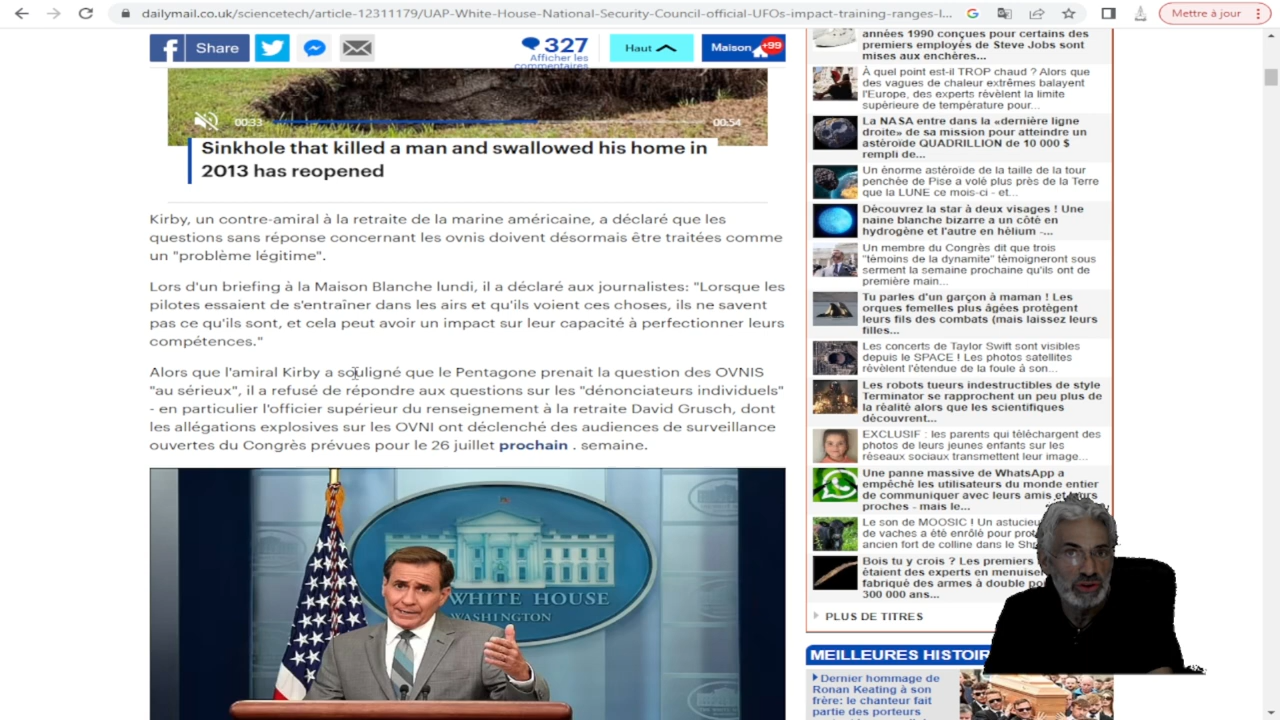 dailymail.co.uk/sciencetech/article-12311179/UAP-White-House-National-Security-Council-official-UFOs-impact-training-ranges-l...
Mettre à jour
Share
327
Afficher les
commentaires
Haut
Maison
+99
00:33
00:54
Sinkhole that killed a man and swallowed his home in
2013 has reopened
Kirby, un contre-amiral à la retraite de la marine américaine, a déclaré que les
questions sans réponse concernant les ovnis doivent désormais être traitées comme
un "problème légitime".
Lors d'un briefing à la Maison Blanche lundi, il a déclaré aux journalistes: "Lorsque les
pilotes essaient de s'entraîner dans les airs et qu'ils voient ces choses, ils ne savent
pas ce qu'ils sont, et cela peut avoir un impact sur leur capacité à perfectionner leurs
compétences."
Alors que l'amiral Kirby a souligné que le Pentagone prenait la question des OVNIS
"au sérieux", il a refusé de répondre aux questions sur les "dénonciateurs individuels"
- en particulier l'officier supérieur du renseignement à la retraite David Grusch, dont
les allégations explosives sur les OVNI ont déclenché des audiences de surveillance
ouvertes du Congrès prévues pour le 26 juillet prochain . semaine.
WHITE HOUSE
WASHINGTON
années 1990 conçues pour certains des
premiers employés de Steve Jobs sont
mises aux enchères...
À quel point est-il TROP chaud ? Alors que
des vagues de chaleur extrêmes balayent
l'Europe, des experts révèlent la limite
supérieure de température pour...
La NASA entre dans la «dernière ligne
droite» de sa mission pour atteindre un
astéroïde QUADRILLION de 10 000 $
rempli de...
Un énorme astéroïde de la taille de la tour
penchée de Pise a volé plus près de la Terre
que la LUNE ce mois-ci - et...
Découvrez la star à deux visages ! Une
naine blanche bizarre a un côté en
hydrogène et l'autre en hélium -...
Un membre du Congrès dit que trois
"témoins de la dynamite" témoigneront sous
serment la semaine prochaine qu'ils ont de
première main...
Tu parles d'un garçon à maman ! Les
orques femelles plus âgées protègent
leurs fils des combats (mais laissez leurs
filles...
Les concerts de Taylor Swift sont visibles
depuis le SPACE ! Les photos satellites
révèlent l'étendue de la foule à son...
Les robots tueurs indestructibles de style
Terminator se rapprochent un peu plus de
la réalité alors que les scientifiques
découvrent...
EXCLUSIF : les parents qui téléchargent des
photos de leurs jeunes enfants sur les
réseaux sociaux transmettent leur image...
Une panne massive de WhatsApp a
empêché les utilisateurs du monde entier
de communiquer avec leurs amis et leurs
proches - mais le...
Le son de MOOSIC ! Un astucieu
de vaches a été enrôlé pour pro
ancien fort de colline dans le Shr
Bois tu y crois ? Les premiers
étaient des experts en menuise
fabriqué des armes à double po
300 000 ans...
PLUS DE TITRES
MEILLEURES HISTOIR
Dernier hommage de
Ronan Keating à son
frère: le chanteur fait
partie des porteurs